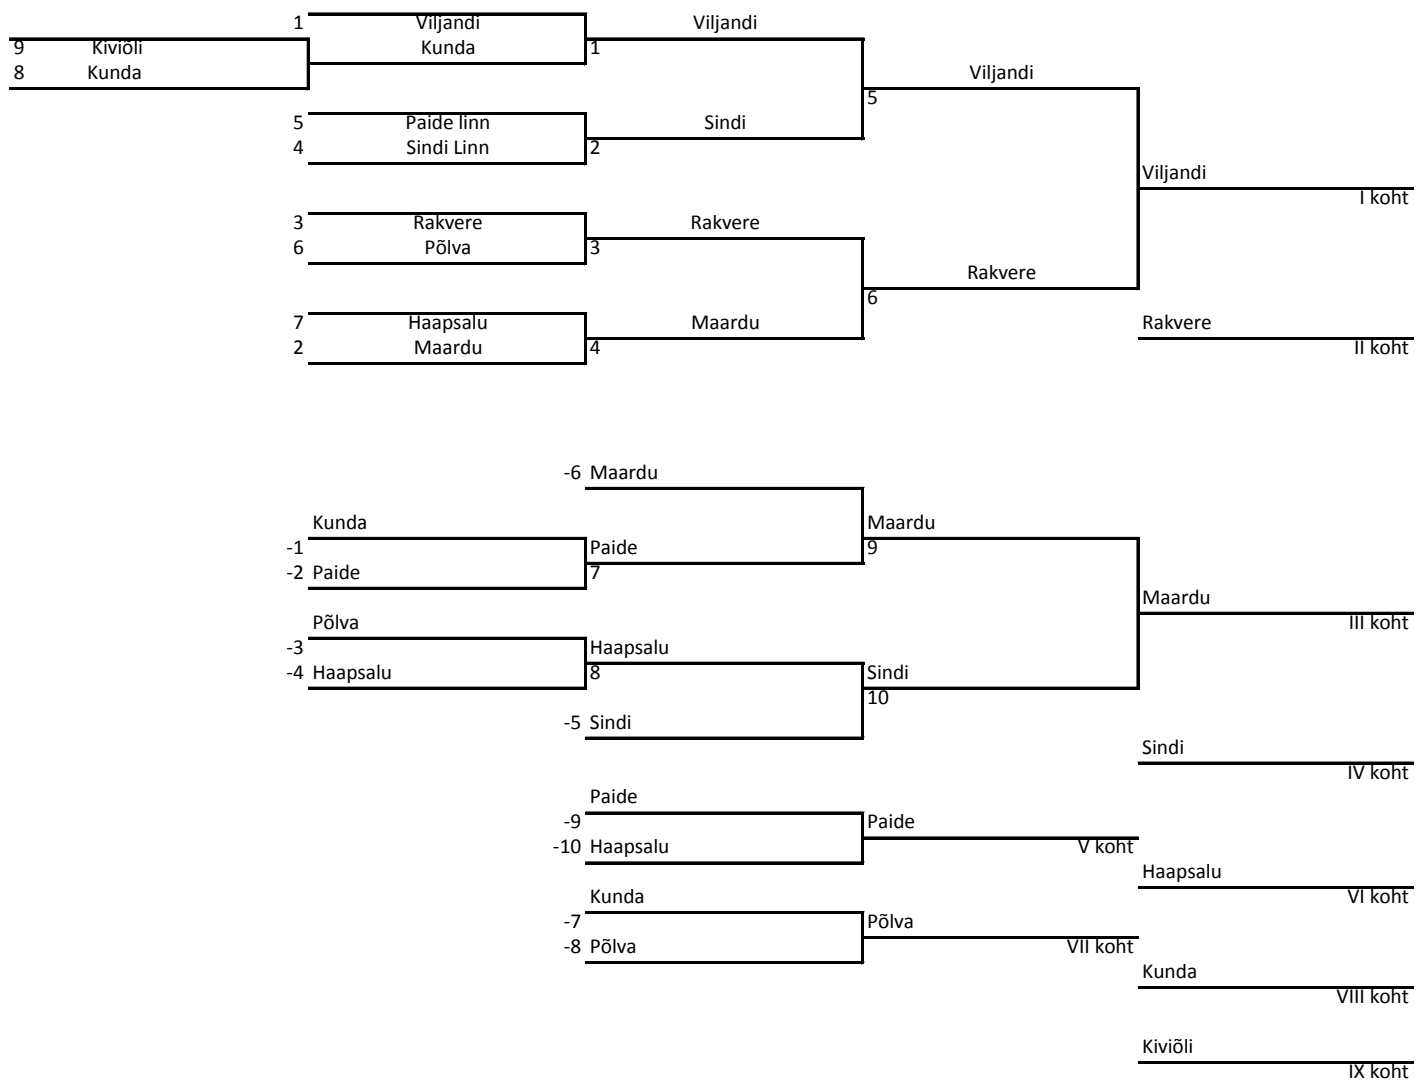 1 Viljandi Viljandi
9 Kiviõli Kunda 1
8 Kunda Viljandi
5
5 Paide linn Sindi
4 Sindi Linn 2
Viljandi
I koht
3 Rakvere Rakvere
6 Põlva 3
Rakvere
6
7 Haapsalu Maardu Rakvere
2 Maardu 4 II koht
-6 Maardu
Kunda Maardu
-1 Paide 9
-2 Paide 7
Maardu
Põlva III koht
-3 Haapsalu
-4 Haapsalu 8 Sindi
10
-5 Sindi
Sindi
IV koht
Paide
-9 Paide
-10 Haapsalu V koht
Haapsalu
Kunda VI koht
-7 Põlva
-8 Põlva VII koht
Kunda
VIII koht
Kiviõli
IX koht